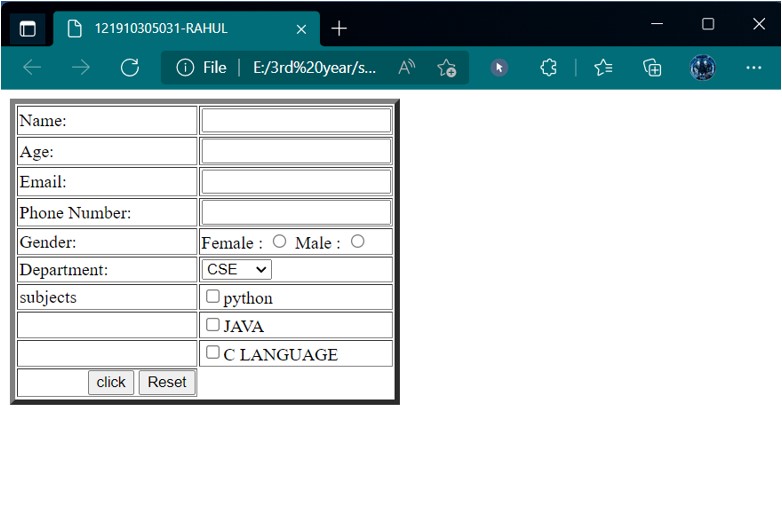 121910305031-RAHUL
File | E:/3rd%20year/s...
Name:
Age:
Email:
Phone Number:
Gender: Female : Male :
Department: CSE
subjects python
JAVA
C LANGUAGE
click Reset